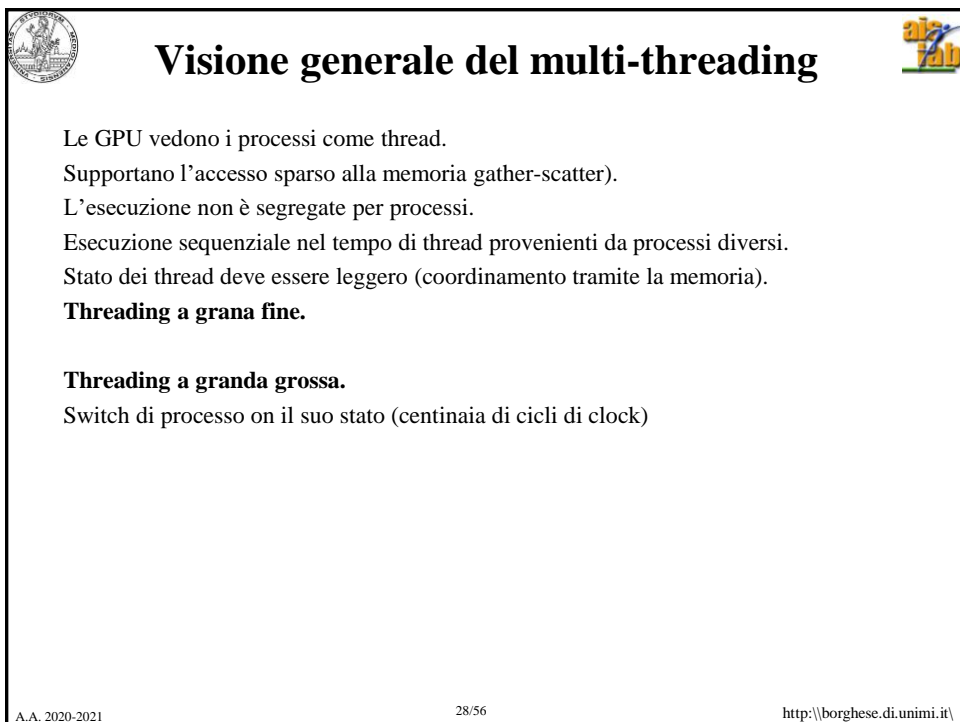 Visione generale del multi-threading
Le GPU vedono i processi come thread.
Supportano l'accesso sparso alla memoria gather-scatter).
L'esecuzione non è segregate per processi.
Esecuzione sequenziale nel tempo di thread provenienti da processi diversi.
Stato dei thread deve essere leggero (coordinamento tramite la memoria).
Threading a grana fine.
Threading a granda grossa.
Switch di processo on il suo stato (centinaia di cicli di clock)
A.A. 2020-2021
28/56
http:\\borghese.di.unimi.it\